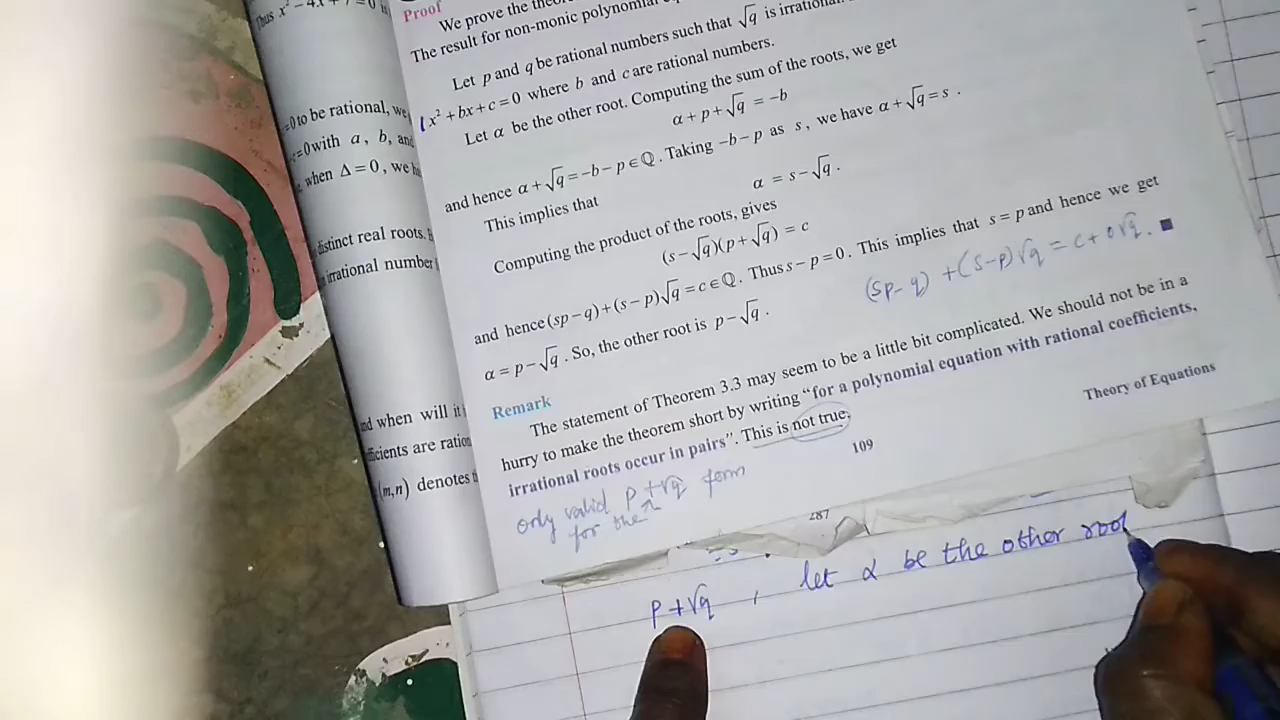 Thus x² − 4x + 7 = 0 is
=0 to be rational, we
c=0 with a, b, and
when Δ = 0, we
distinct real roots.
irrational number
and when will it
coefficients are
(m,n) denotes
Proof
We prove the
The result for non-monic polynomial
Let p and q be rational numbers such that √q is irrational.
x² + bx + c = 0 where b and c are rational numbers.
Let α be the other root. Computing the sum of the roots, we get
α + p + √q = −b
and hence α + √q = −b − p ∈ ℚ. Taking −b − p as s, we have α + √q = s.
This implies that
α = s − √q.
Computing the product of the roots, gives
(s − √q)(p + √q) = c
and hence (sp − q) + (s − p)√q = c ∈ ℚ. Thus s − p = 0. This implies that s = p and hence we get
α = p − √q. So, the other root is p − √q.
(sp − q) + (s − p)√q = c + 0√q.
Remark
The statement of Theorem 3.3 may seem to be a little bit complicated. We should not be in a
hurry to make the theorem short by writing “for a polynomial equation with rational coefficients,
irrational roots occur in pairs”. This is not true.
109
Theory of Equations
only valid p + √q form
for the
287
p + √q , let α be the other root